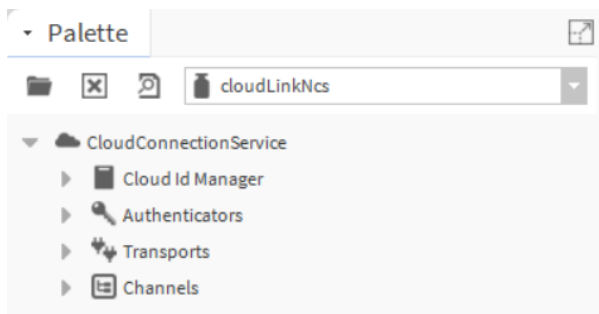 Palette
cloudLinkNcs
CloudConnectionService
Cloud Id Manager
Authenticators
Transports
Channels